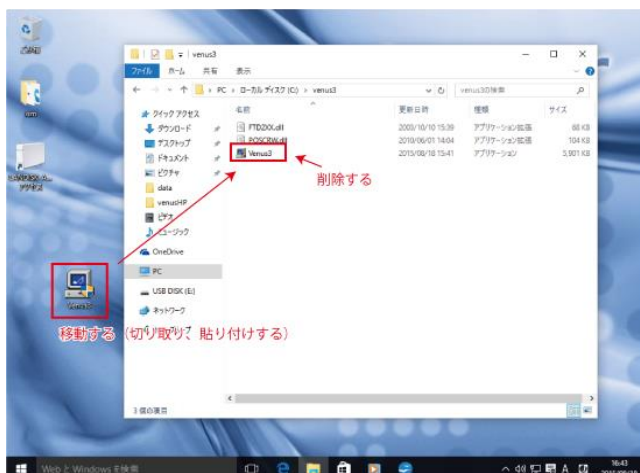 ごみ箱
venus3
ファイル ホーム 共有 表示
PC › ローカル ディスク (C:) › venus3
venus3の検索
名前 更新日時 種類 サイズ
クイック アクセス
ダウンロード
デスクトップ
ドキュメント
ピクチャ
data
venusHP
ビデオ
ミュージック
OneDrive
PC
USB DISK (E:)
ネットワーク
FTD2XX.dll 2003/10/10 15:39 アプリケーション拡張 88 KB
POSCRW.dll 2010/06/01 14:04 アプリケーション拡張 104 KB
Venus3 2015/08/18 15:41 アプリケーション 5,901 KB
削除する
Venus3
移動する(切り取り、貼り付けする)
3 個の項目
Web と Windows を検索
A
16:43